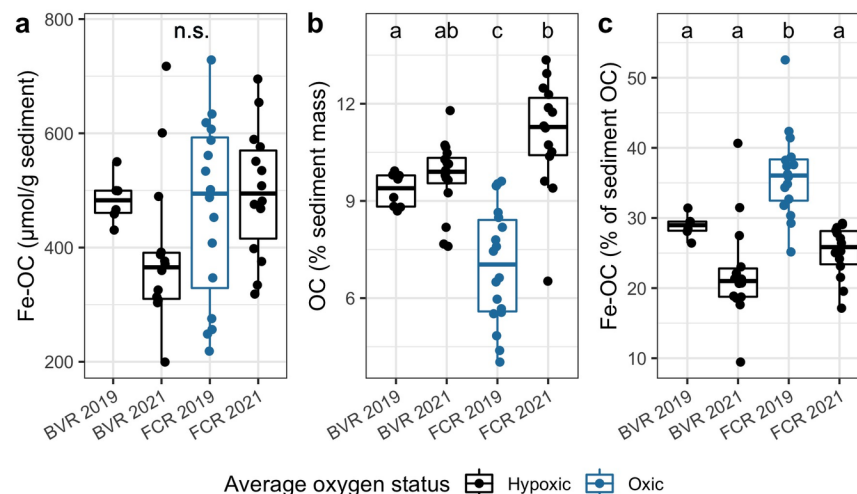 a
n.s.
Fe-OC (µmol/g sediment)
800
600
400
200
BVR 2019
BVR 2021
FCR 2019
FCR 2021
b
a ab c b
OC (% sediment mass)
12
9
6
BVR 2019
BVR 2021
FCR 2019
FCR 2021
c
a a b a
Fe-OC (% of sediment OC)
50
40
30
20
10
BVR 2019
BVR 2021
FCR 2019
FCR 2021
Average oxygen status Hypoxic Oxic